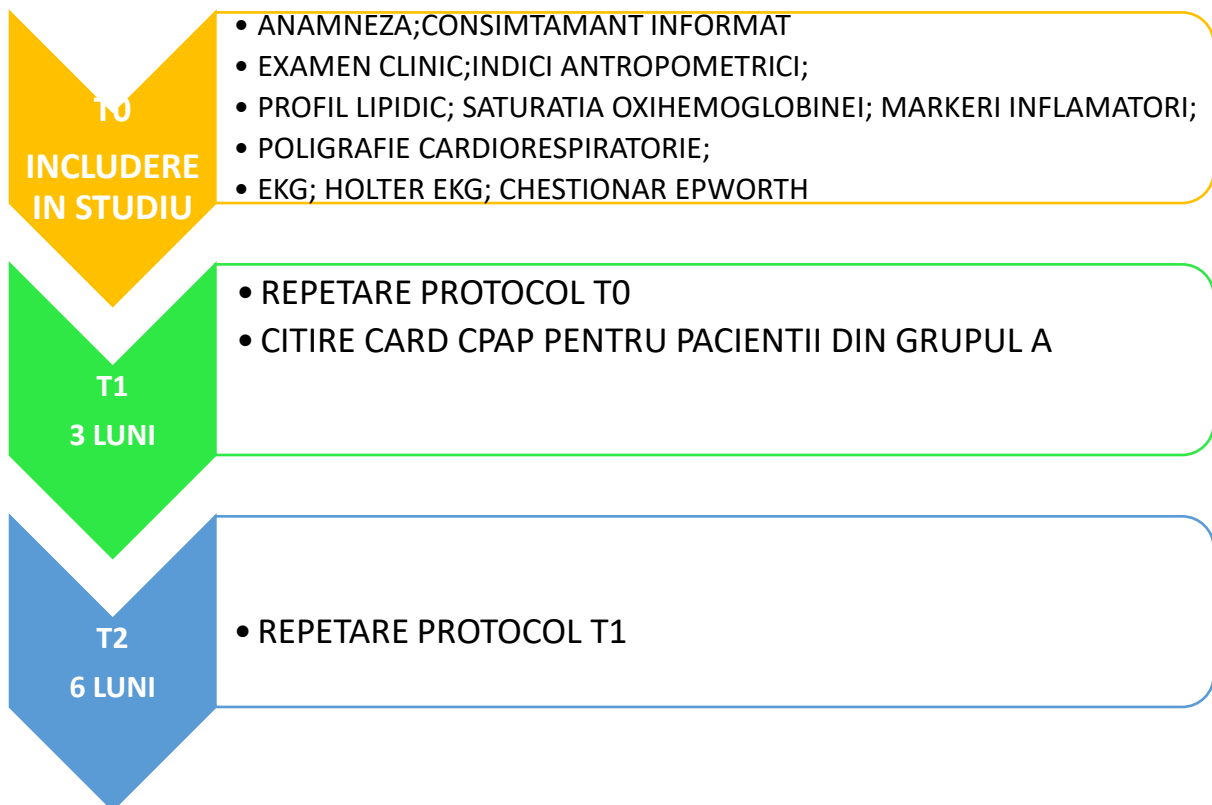 T0
INCLUDERE
IN STUDIU
• ANAMNEZA;CONSIMTAMANT INFORMAT
• EXAMEN CLINIC;INDICI ANTROPOMETRICI;
• PROFIL LIPIDIC; SATURATIA OXIHEMOGLOBINEI; MARKERI INFLAMATORI;
• POLIGRAFIE CARDIORESPIRATORIE;
• EKG; HOLTER EKG; CHESTIONAR EPWORTH
T1
3 LUNI
• REPETARE PROTOCOL T0
• CITIRE CARD CPAP PENTRU PACIENTII DIN GRUPUL A
T2
6 LUNI
• REPETARE PROTOCOL T1